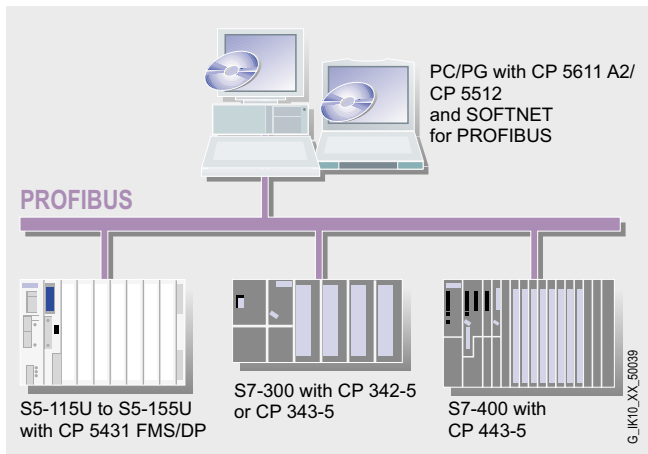 PC/PG with CP 5611 A2/
CP 5512
and SOFTNET
for PROFIBUS
PROFIBUS
S5-115U to S5-155U
with CP 5431 FMS/DP
S7-300 with CP 342-5
or CP 343-5
S7-400 with
CP 443-5
G_IK10_XX_50039